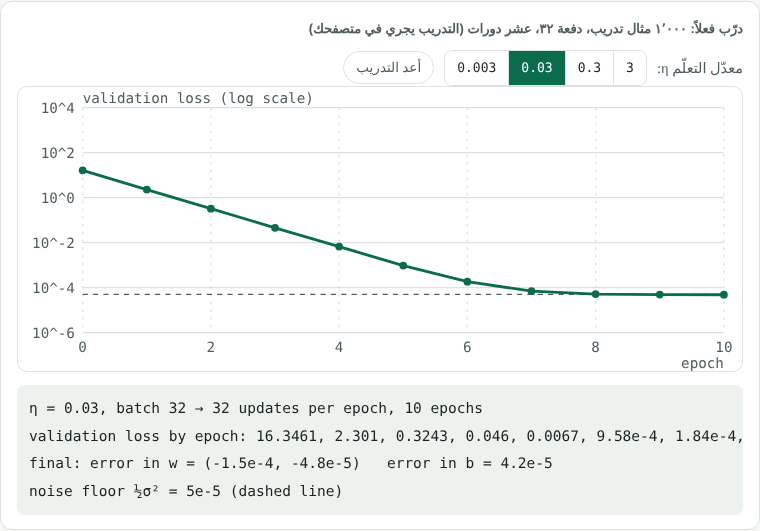 درّب فعلاً: ١٬٠٠٠ مثال تدريب، دفعة ٣٢، عشر دورات (التدريب يجري في متصفحك)
معدّل التعلّم η: 3 0.3 0.03 0.003 أعد التدريب
validation loss (log scale)
10^4
10^2
10^0
10^-2
10^-4
10^-6
0 2 4 6 8 10
epoch
η = 0.03, batch 32 → 32 updates per epoch, 10 epochs
validation loss by epoch: 16.3461, 2.301, 0.3243, 0.046, 0.0067, 9.58e-4, 1.84e-4,
final: error in w = (-1.5e-4, -4.8e-5) error in b = 4.2e-5
noise floor ½σ² = 5e-5 (dashed line)